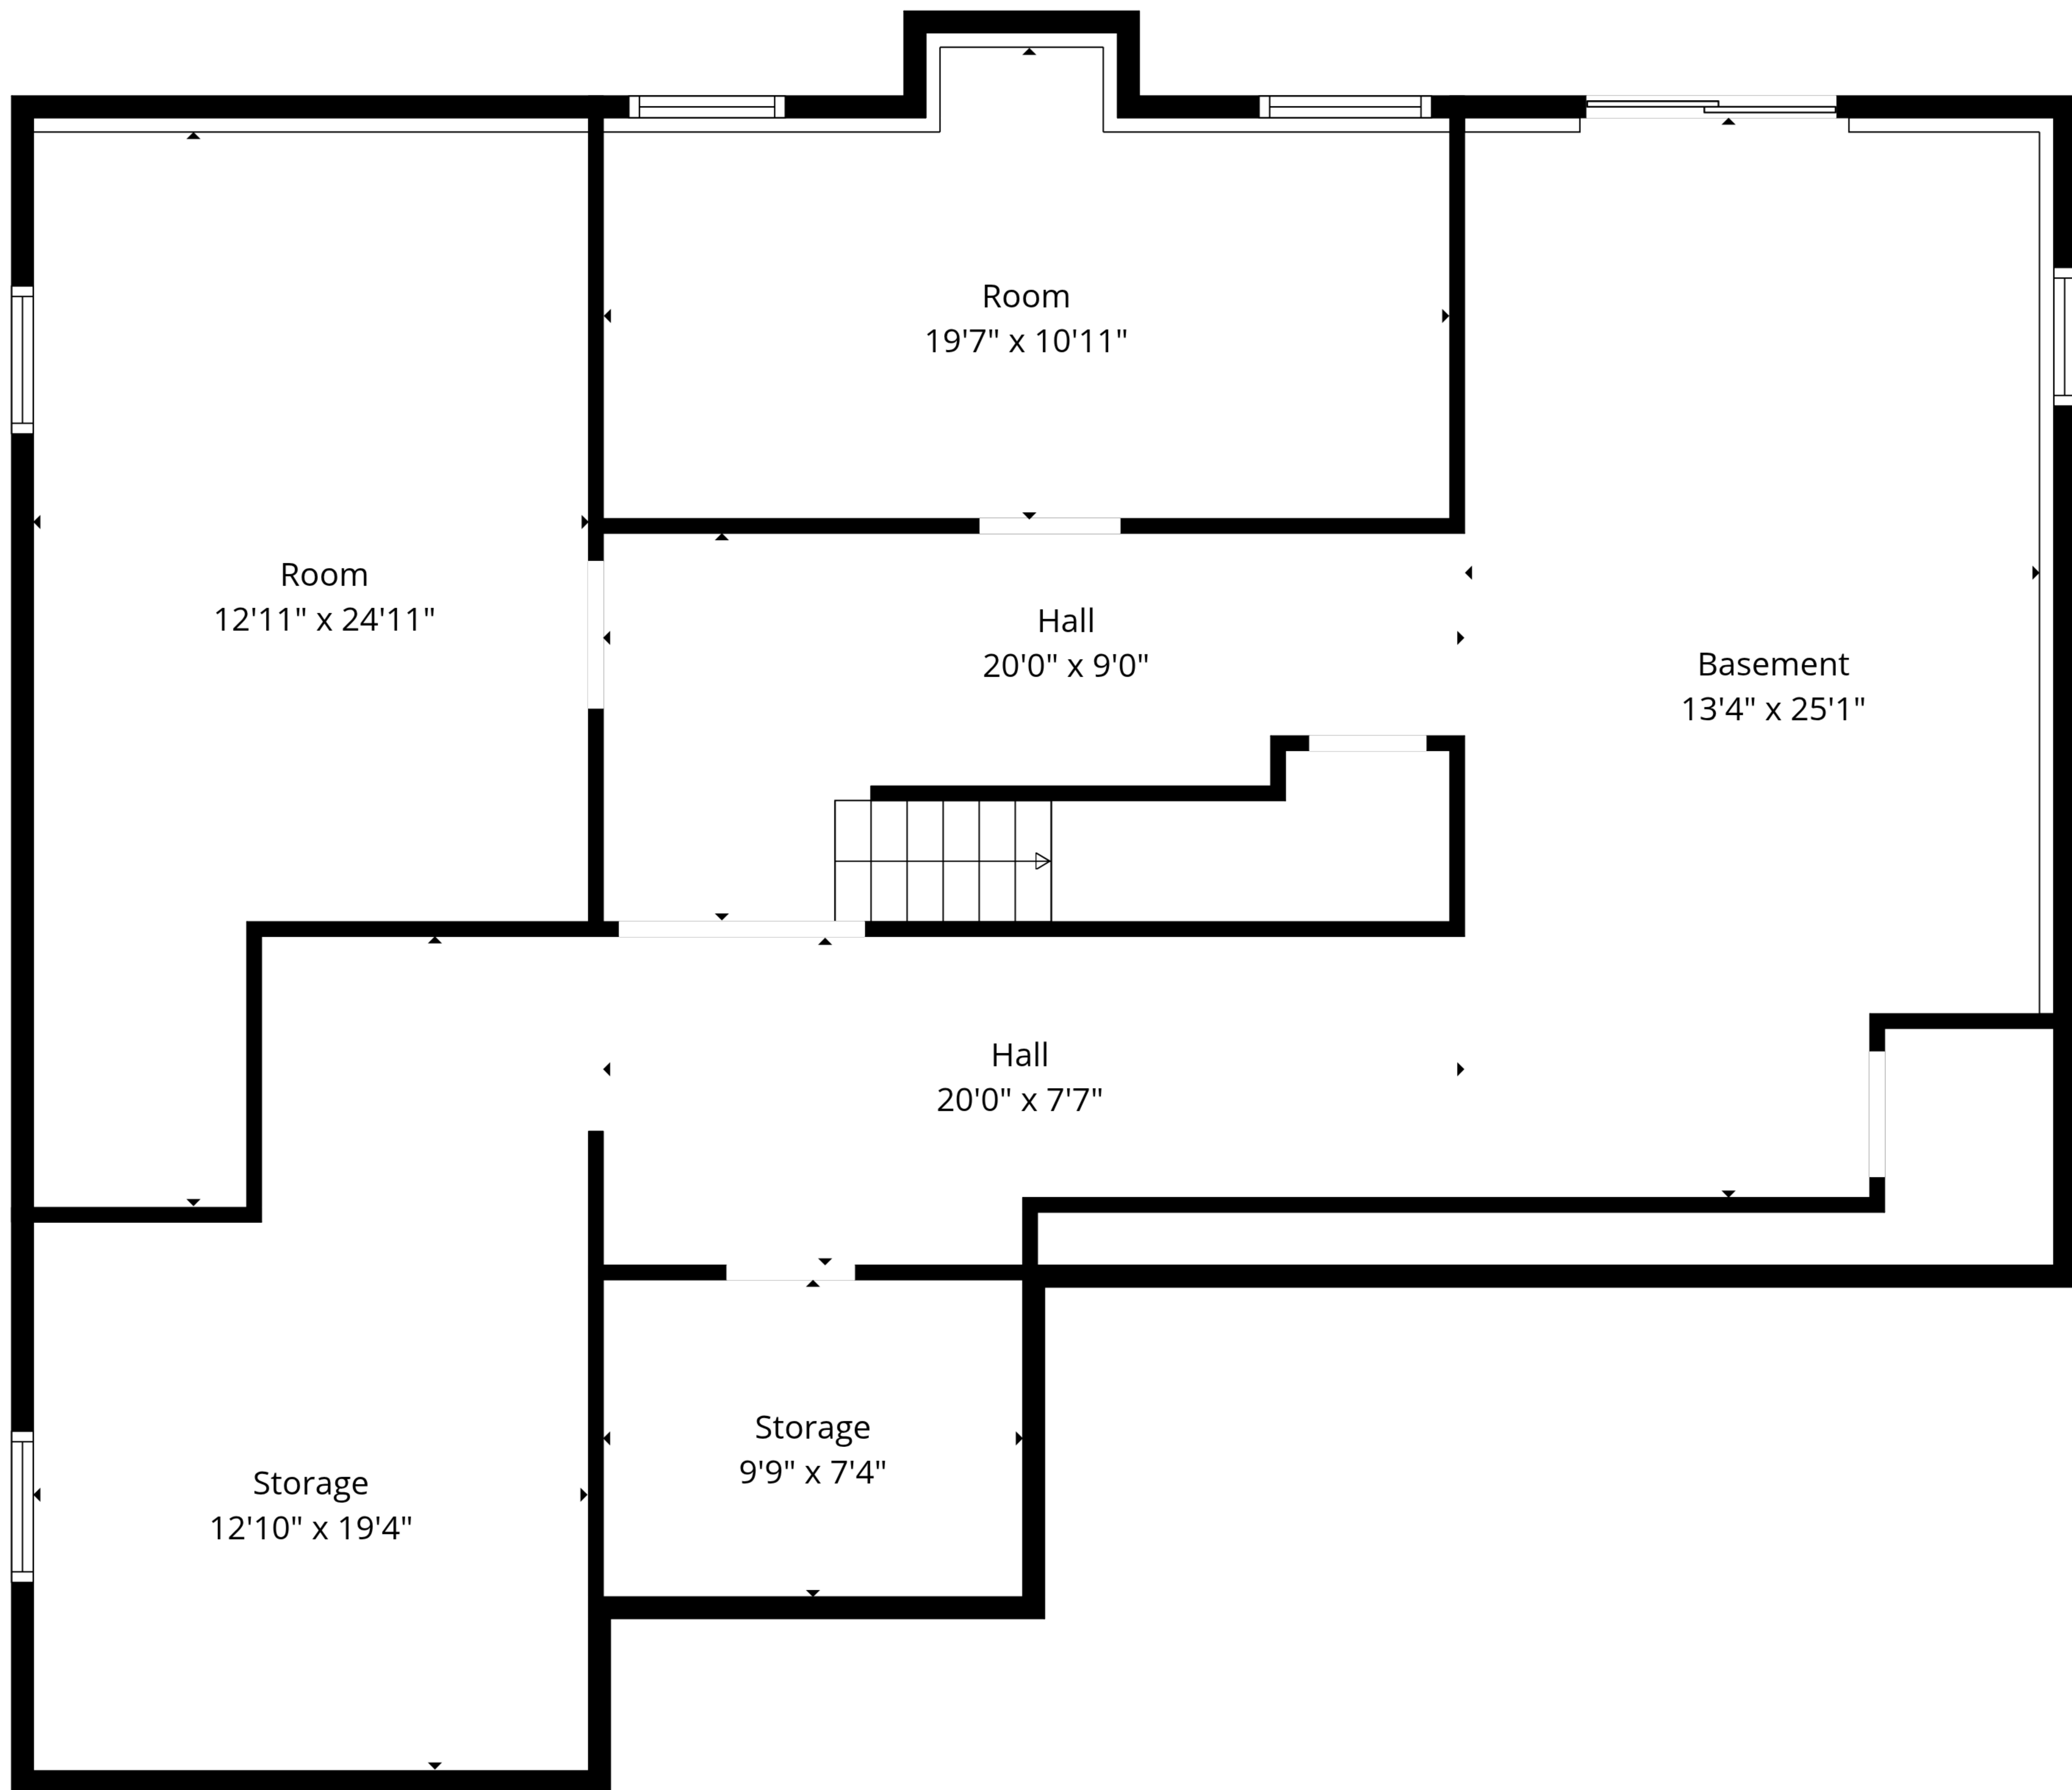 Room
19'7" x 10'11"
Room
12'11" x 24'11"
Hall
20'0" x 9'0"
Basement
13'4" x 25'1"
Hall
20'0" x 7'7"
Storage
9'9" x 7'4"
Storage
12'10" x 19'4"